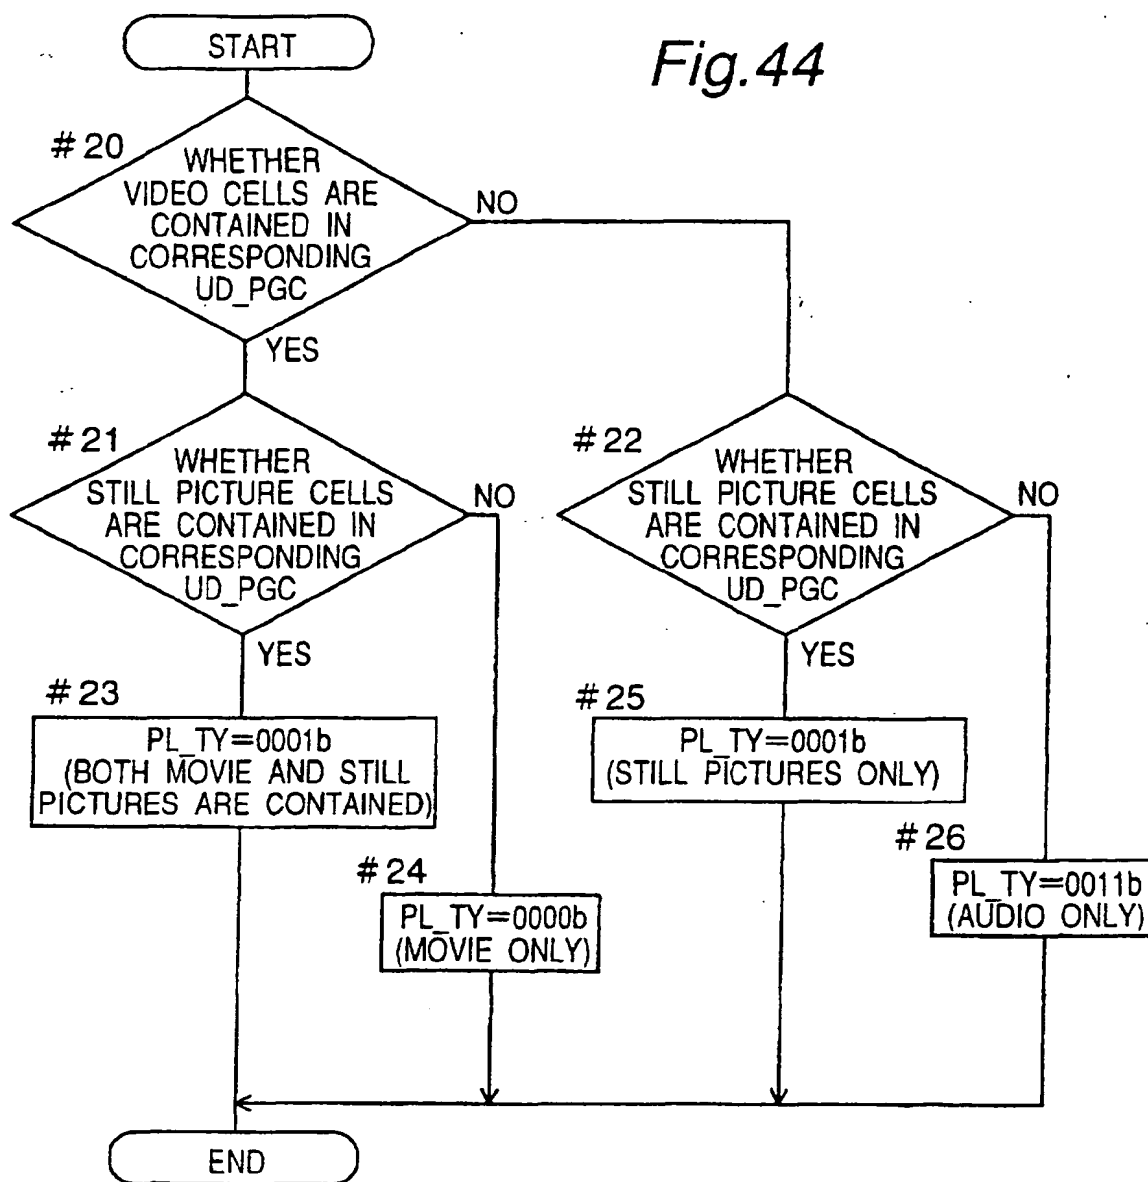 Fig.44
START
#20
WHETHER
VIDEO CELLS ARE
CONTAINED IN
CORRESPONDING
UD_PGC
NO
YES
#21
WHETHER
STILL PICTURE CELLS
ARE CONTAINED IN
CORRESPONDING
UD_PGC
NO
YES
#22
WHETHER
STILL PICTURE CELLS
ARE CONTAINED IN
CORRESPONDING
UD_PGC
NO
YES
#23
PL_TY=0001b
(BOTH MOVIE AND STILL
PICTURES ARE CONTAINED)
#24
PL_TY=0000b
(MOVIE ONLY)
#25
PL_TY=0001b
(STILL PICTURES ONLY)
#26
PL_TY=0011b
(AUDIO ONLY)
END